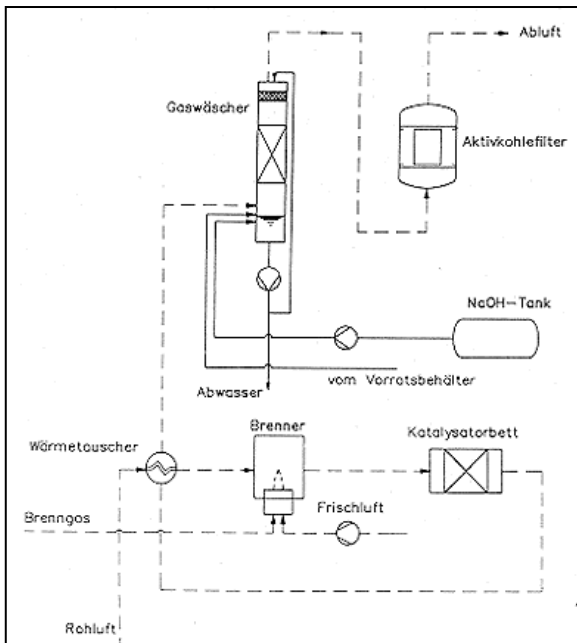 Abluft
Gaswäscher
Aktivkohlefilter
NaOH-Tank
vom Vorratsbehälter
Abwasser
Brenner
Katalysatorbett
Wärmetauscher
Frischluft
Brenngas
Rohluft